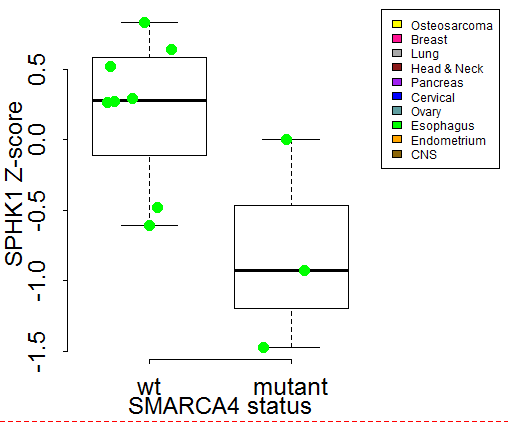 SPHK1 Z-score
0.5
0.0
-0.5
-1.0
-1.5
wt
mutant
SMARCA4 status
Osteosarcoma
Breast
Lung
Head & Neck
Pancreas
Cervical
Ovary
Esophagus
Endometrium
CNS